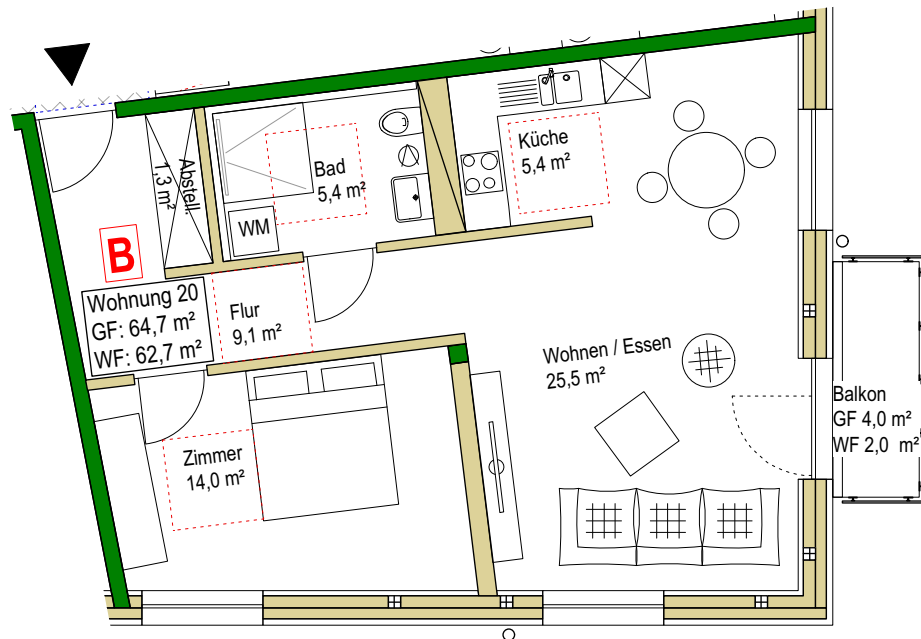 Küche
5,4 m²
Abstell.
1,3 m²
Bad
5,4 m²
WM
B
Wohnung 20
GF: 64,7 m²
WF: 62,7 m²
Flur
9,1 m²
Wohnen / Essen
25,5 m²
Balkon
GF 4,0 m²
WF 2,0 m²
Zimmer
14,0 m²